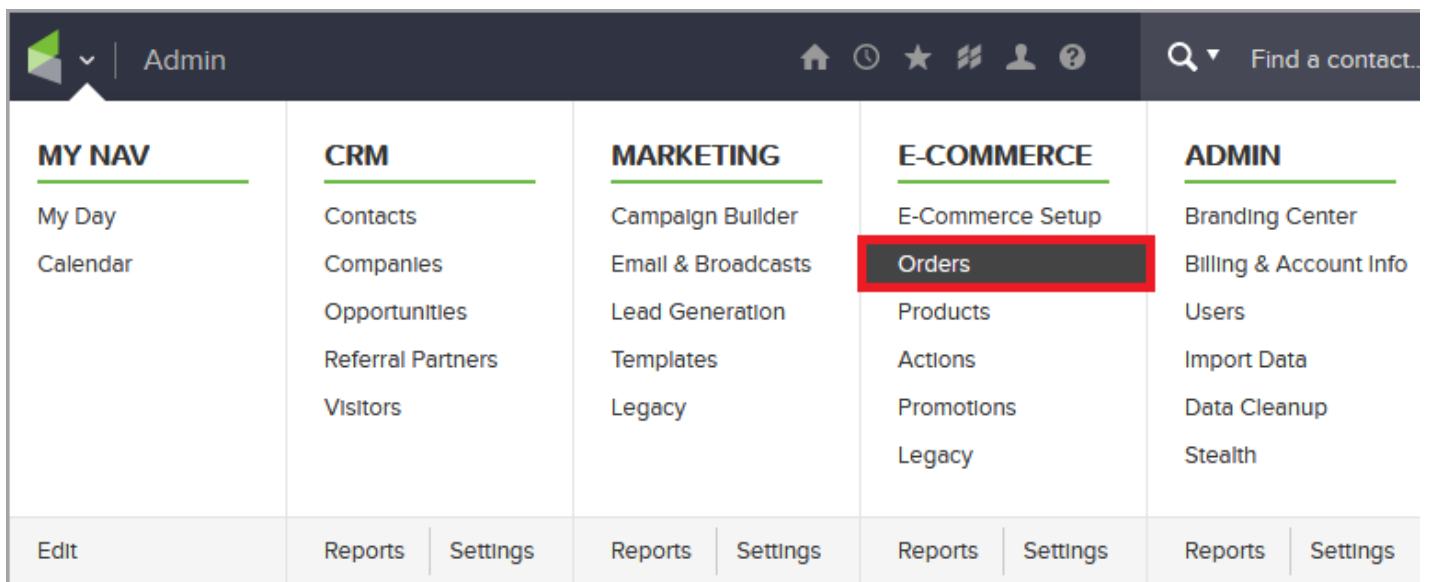 Admin
Find a contact..
MY NAV
My Day
Calendar
Edit
CRM
Contacts
Companies
Opportunities
Referral Partners
Visitors
Reports
Settings
MARKETING
Campaign Builder
Email & Broadcasts
Lead Generation
Templates
Legacy
Reports
Settings
E-COMMERCE
E-Commerce Setup
Orders
Products
Actions
Promotions
Legacy
Reports
Settings
ADMIN
Branding Center
Billing & Account Info
Users
Import Data
Data Cleanup
Stealth
Reports
Settings